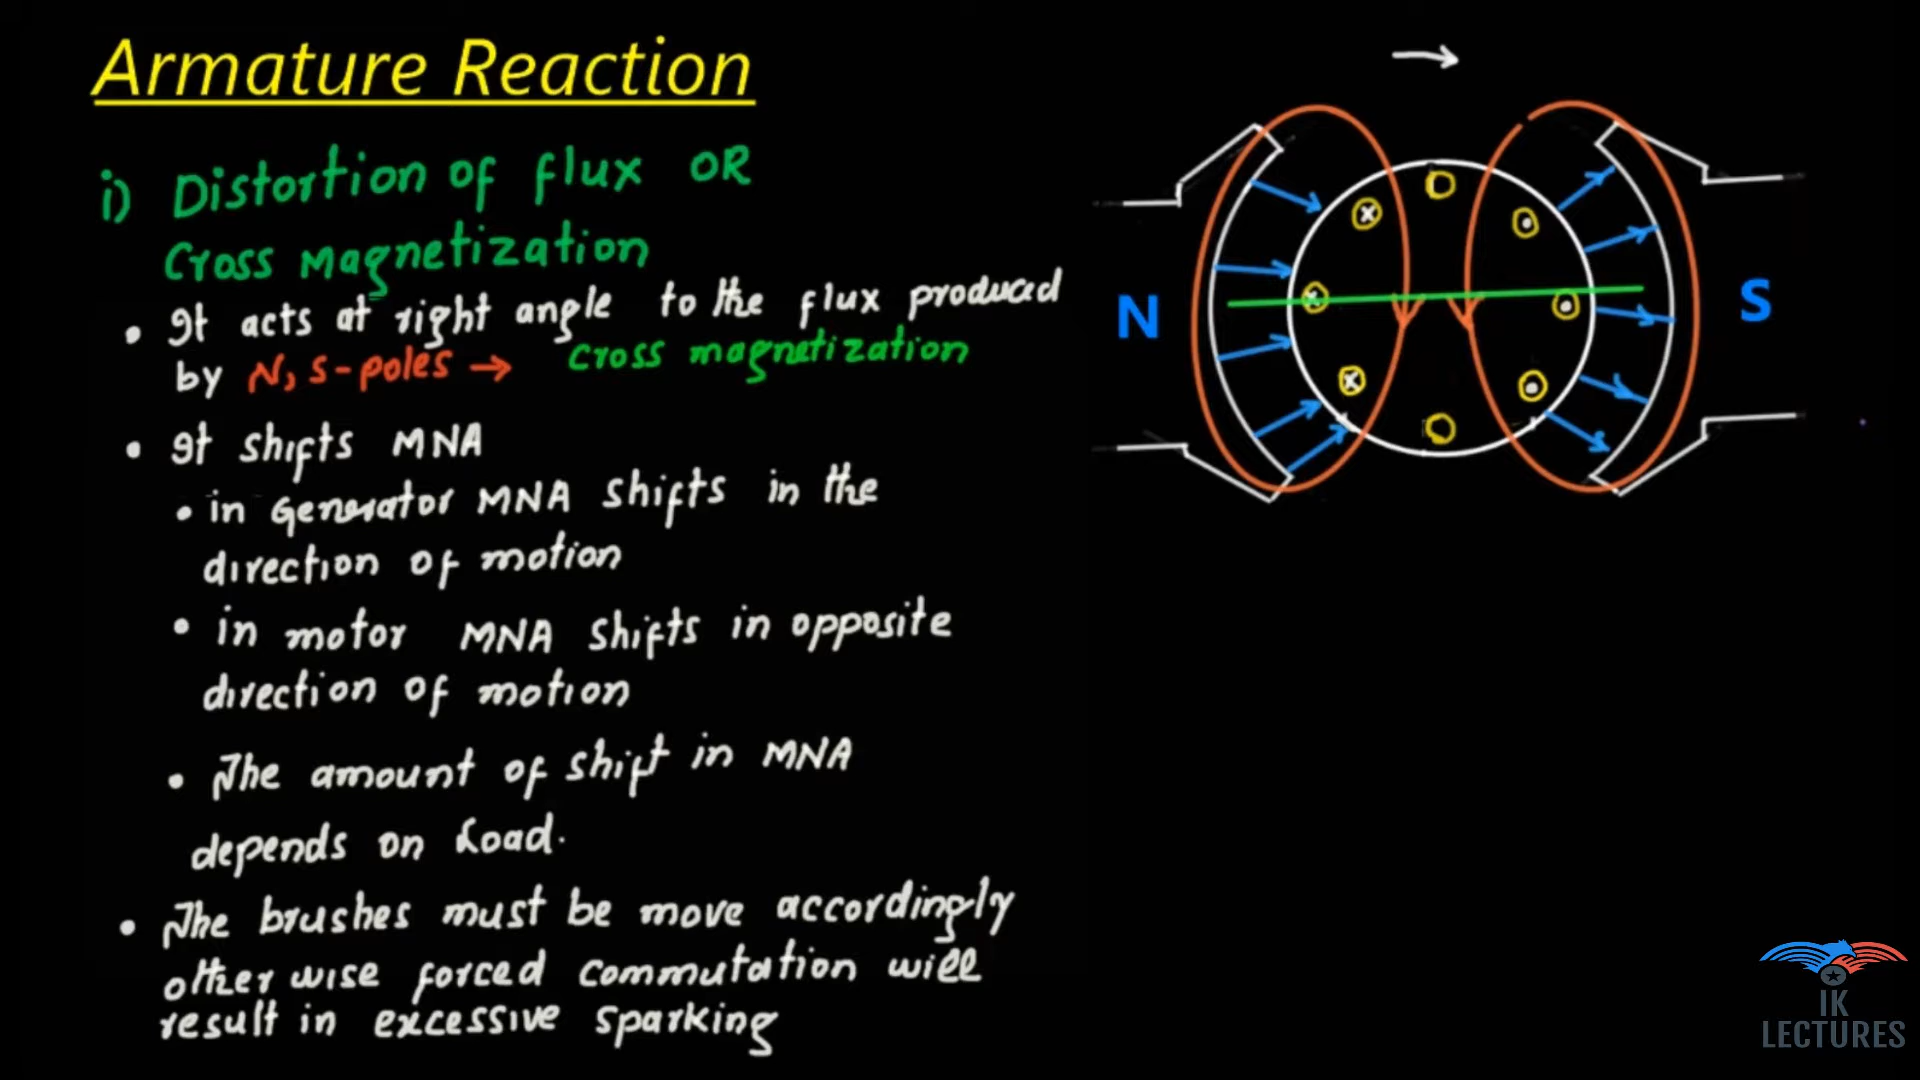 Armature Reaction
i) Distortion of flux OR
Cross magnetization
• It acts at right angle to the flux produced
by N,S-poles → Cross magnetization
• It shifts MNA
• in Generator MNA shifts in the
direction of motion
• in motor MNA shifts in opposite
direction of motion
• The amount of shift in MNA
depends on Load.
• The brushes must be move accordingly
otherwise forced commutation will
result in excessive sparking
N
S
IK
LECTURES